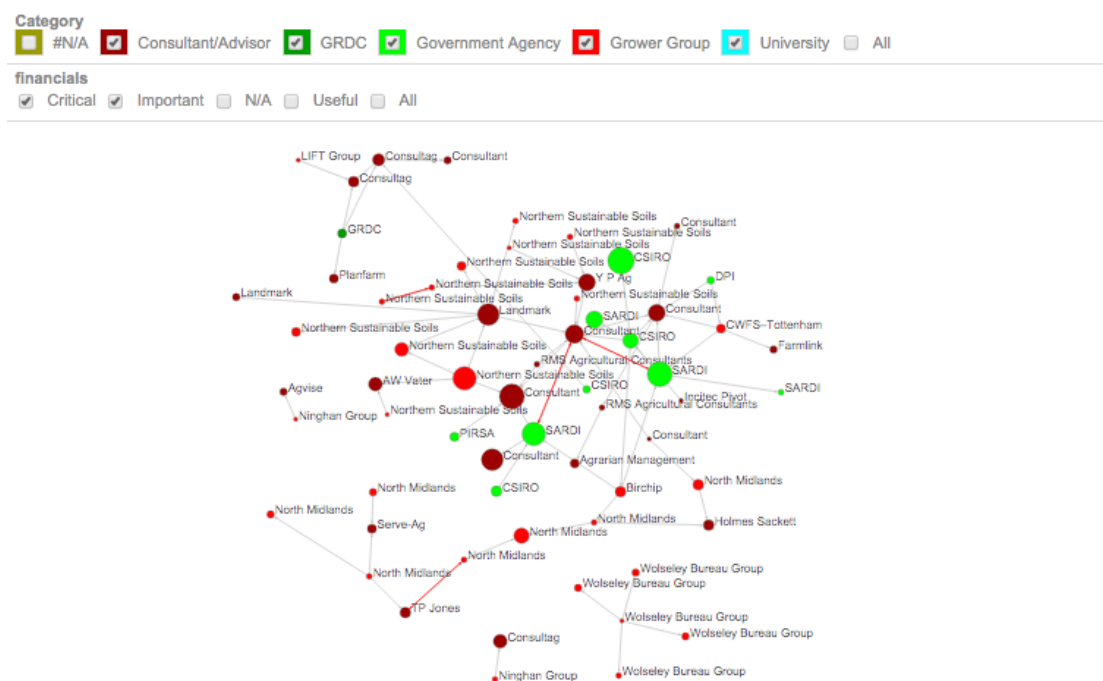 Category
#N/A Consultant/Advisor GRDC Government Agency Grower Group University All
financials
Critical Important N/A Useful All
LIFT Group Consultag Consultant
Consultag
Northern Sustainable Soils Consultant
GRDC Northern Sustainable Soils
Northern Sustainable Soils
CSIRO
Northern Sustainable Soils
Planfarm Y P Ag DPI
Northern Sustainable Soils
Landmark Northern Sustainable Soils Northern Sustainable Soils
Landmark Consultant
SARDI
Northern Sustainable Soils Consultant CWFS-Tottenham
CSIRO
Northern Sustainable Soils Farmlink
RMS Agricultural Consultants
Northern Sustainable Soils SARDI
AW Vater CSIRO
Agvise Consultant SARDI
Incitec Pivot
Ninghan Group Northern Sustainable Soils RMS Agricultural Consultants
PIRSA SARDI Consultant
Consultant Agrarian Management
North Midlands CSIRO Birchip North Midlands
North Midlands Serve-Ag North Midlands Holmes Sackett
North Midlands
North Midlands
North Midlands Wolseley Bureau Group
Wolseley Bureau Group
TP Jones Wolseley Bureau Group
Consultag Wolseley Bureau Group
Ninghan Group Wolseley Bureau Group